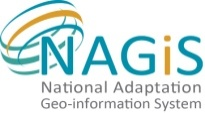 NAGiS
National Adaptation
Geo-information System